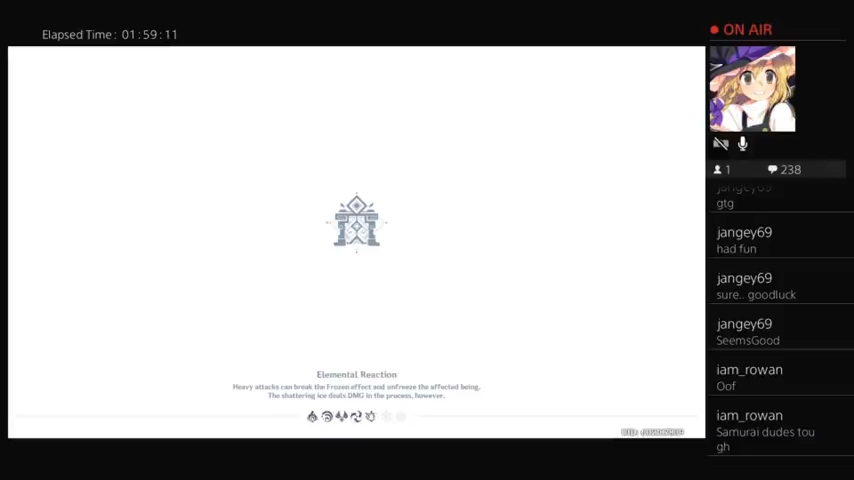 Elapsed Time: 01:59:11
ON AIR
1
238
jangey69
gtg
jangey69
had fun
jangey69
sure.. goodluck
jangey69
SeemsGood
iam_rowan
Oof
iam_rowan
Samurai dudes tou
gh
Elemental Reaction
Heavy attacks can break the Frozen effect and unfreeze the affected being.
The shattering ice deals DMG in the process, however.